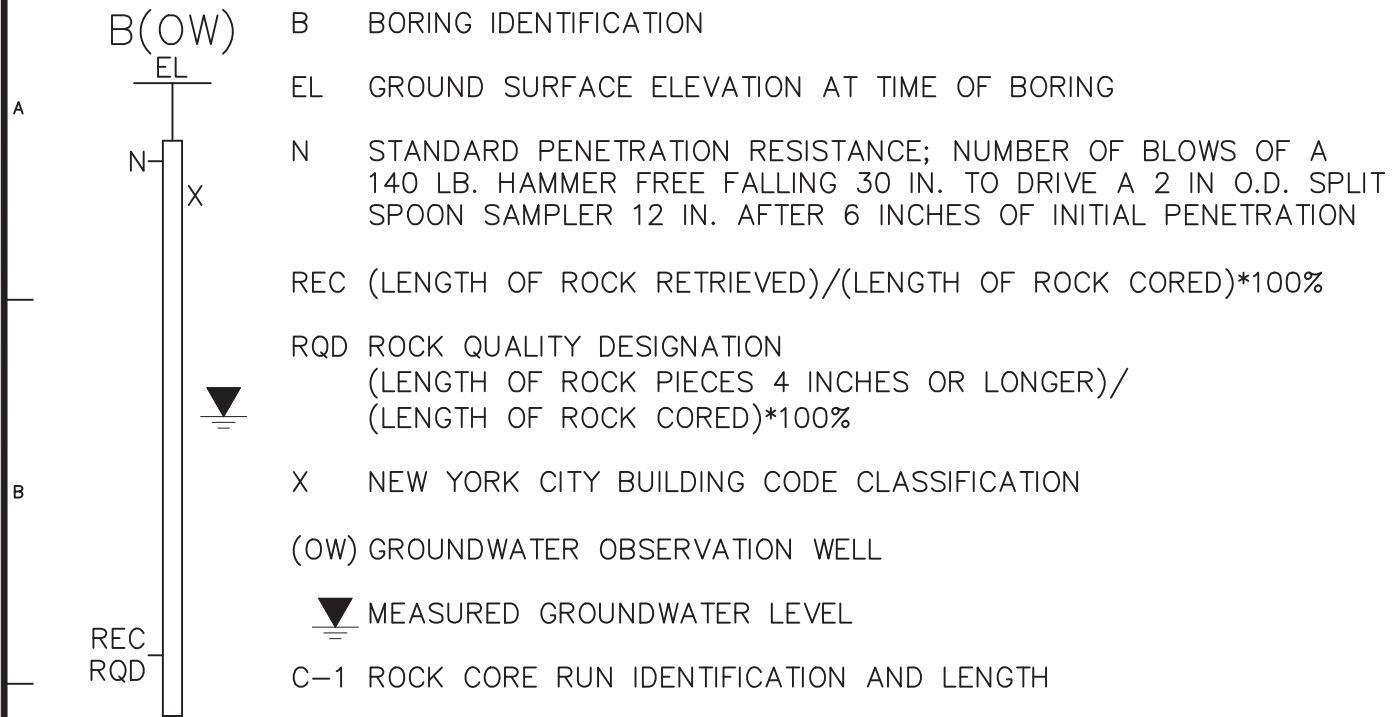 B(OW)
EL
N
X
REC
RQD
A
B
B BORING IDENTIFICATION
EL GROUND SURFACE ELEVATION AT TIME OF BORING
N STANDARD PENETRATION RESISTANCE; NUMBER OF BLOWS OF A
140 LB. HAMMER FREE FALLING 30 IN. TO DRIVE A 2 IN O.D. SPLIT
SPOON SAMPLER 12 IN. AFTER 6 INCHES OF INITIAL PENETRATION
REC (LENGTH OF ROCK RETRIEVED)/(LENGTH OF ROCK CORED)*100%
RQD ROCK QUALITY DESIGNATION
(LENGTH OF ROCK PIECES 4 INCHES OR LONGER)/
(LENGTH OF ROCK CORED)*100%
X NEW YORK CITY BUILDING CODE CLASSIFICATION
(OW) GROUNDWATER OBSERVATION WELL
MEASURED GROUNDWATER LEVEL
C-1 ROCK CORE RUN IDENTIFICATION AND LENGTH